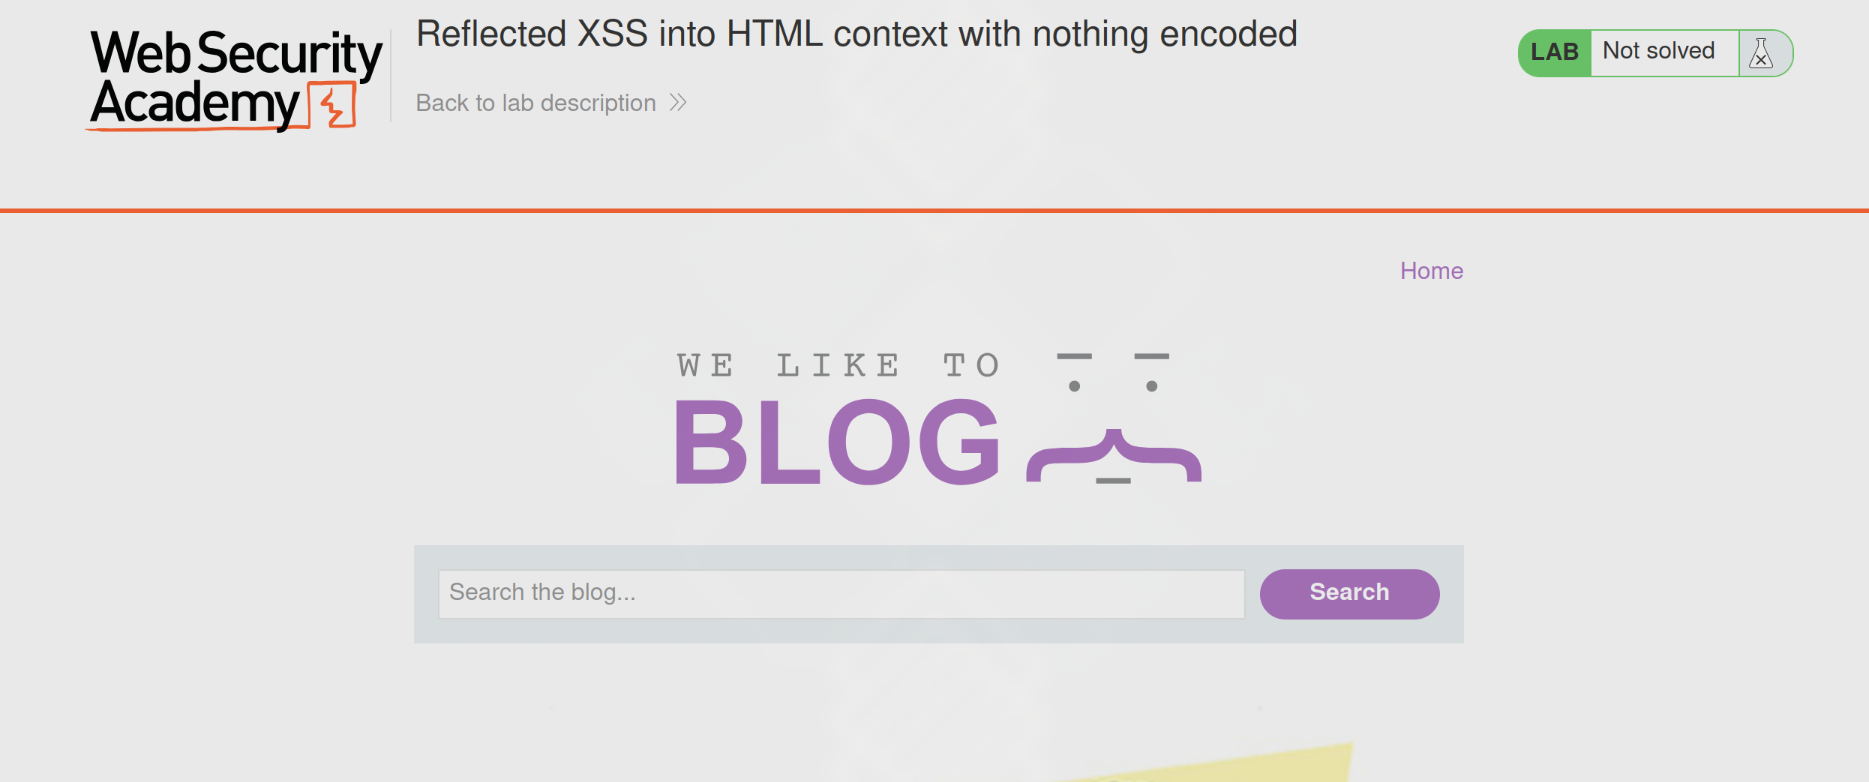 Web Security
Academy
Reflected XSS into HTML context with nothing encoded
Back to lab description
LAB Not solved
Home
WE LIKE TO
BLOG
Search the blog...
Search